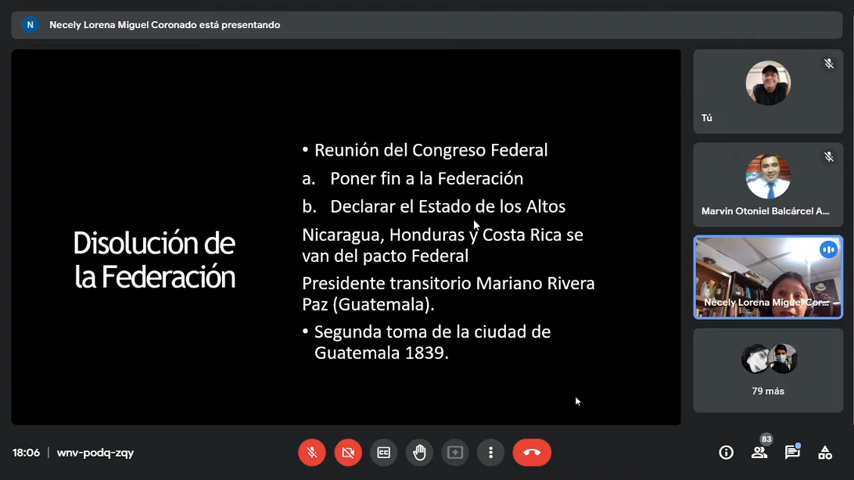 N Necely Lorena Miguel Coronado está presentando
Disolución de
la Federación
• Reunión del Congreso Federal
a. Poner fin a la Federación
b. Declarar el Estado de los Altos
Nicaragua, Honduras y Costa Rica se
van del pacto Federal
Presidente transitorio Mariano Rivera
Paz (Guatemala).
• Segunda toma de la ciudad de
Guatemala 1839.
Tú
Marvin Otoniel Balcárcel A...
Necely Lorena Miguel Cor...
79 más
18:06 | wnv-podq-zqy
CC
83